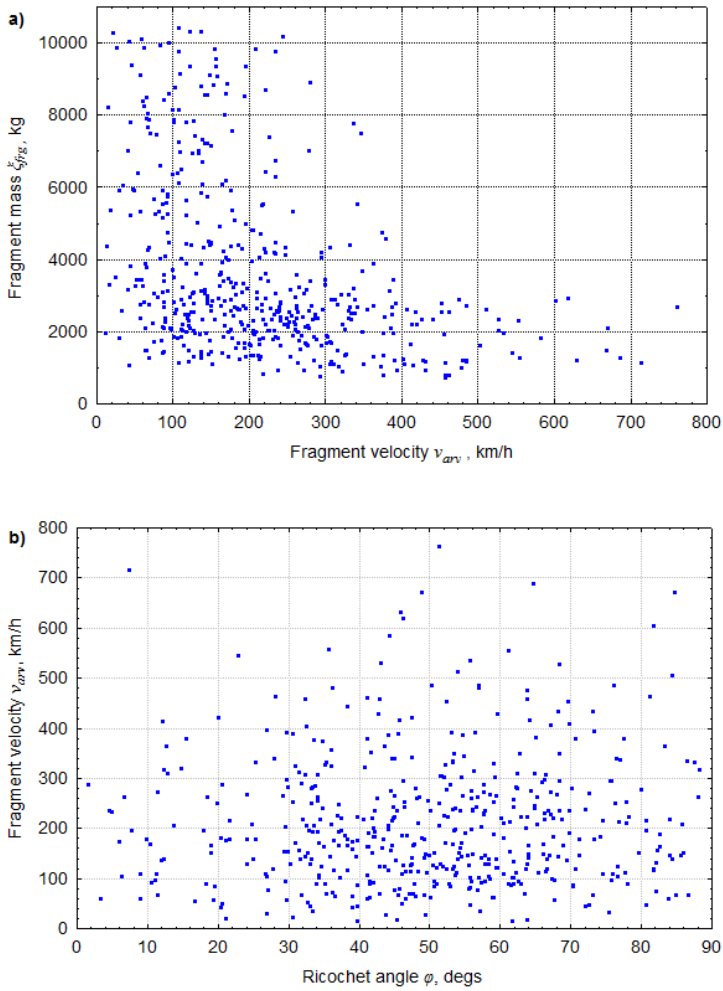 a)
10000
8000
6000
4000
2000
0
Fragment mass ξfrg, kg
0 100 200 300 400 500 600 700 800
Fragment velocity varv , km/h
b)
800
700
600
500
400
300
200
100
0
Fragment velocity varv, km/h
0 10 20 30 40 50 60 70 80 90
Ricochet angle φ, degs